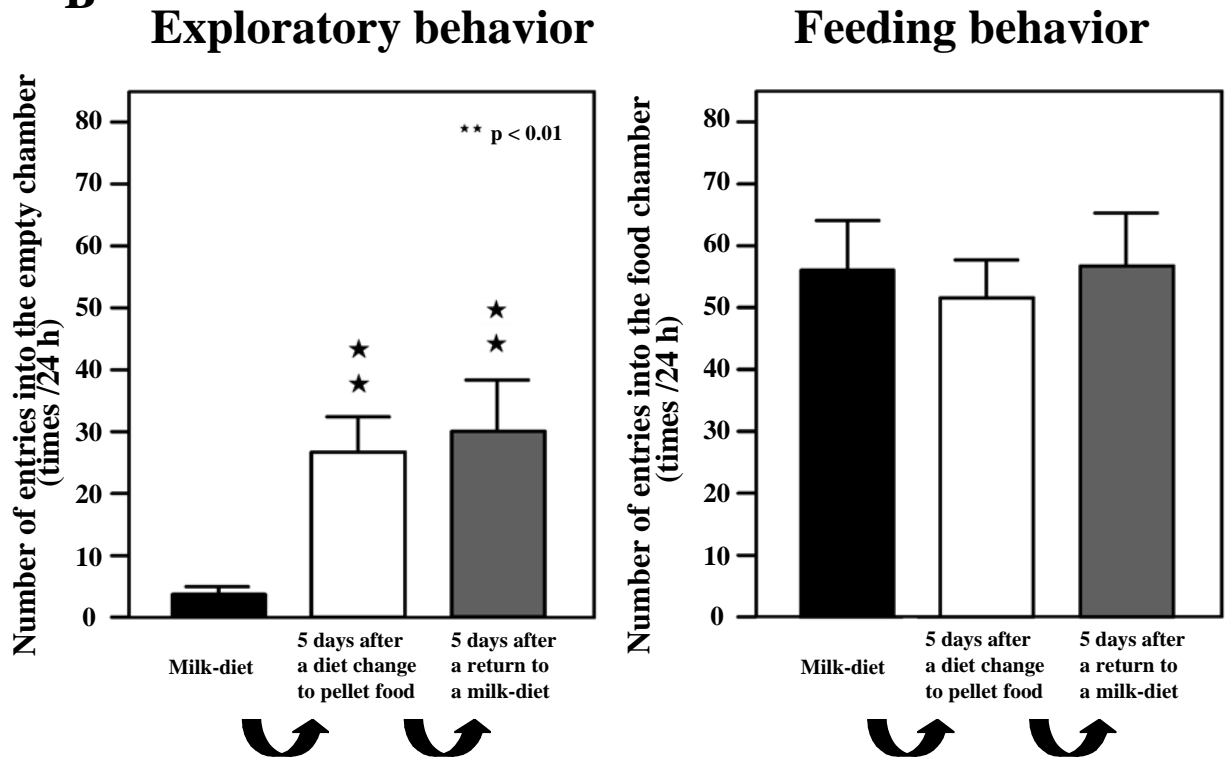 B
Exploratory behavior
Number of entries into the empty chamber
(times /24 h)
80
70
60
50
40
30
20
10
0
★★ p < 0.01
★
★
★
★
Milk-diet
5 days after
a diet change
to pellet food
5 days after
a return to
a milk-diet
Feeding behavior
Number of entries into the food chamber
(times /24 h)
80
70
60
50
40
30
20
10
0
Milk-diet
5 days after
a diet change
to pellet food
5 days after
a return to
a milk-diet